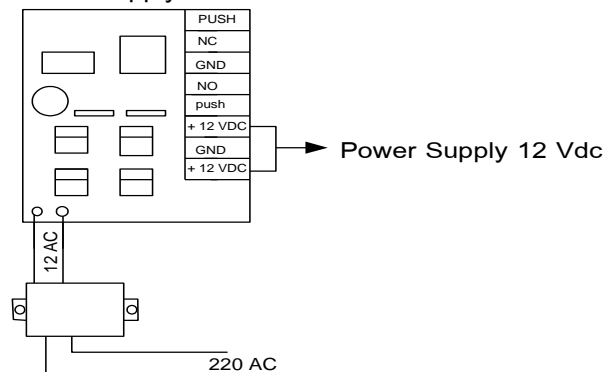 PUSH
NC
GND
NO
push
+ 12 VDC
GND
+ 12 VDC
Power Supply 12 Vdc
12 AC
220 AC